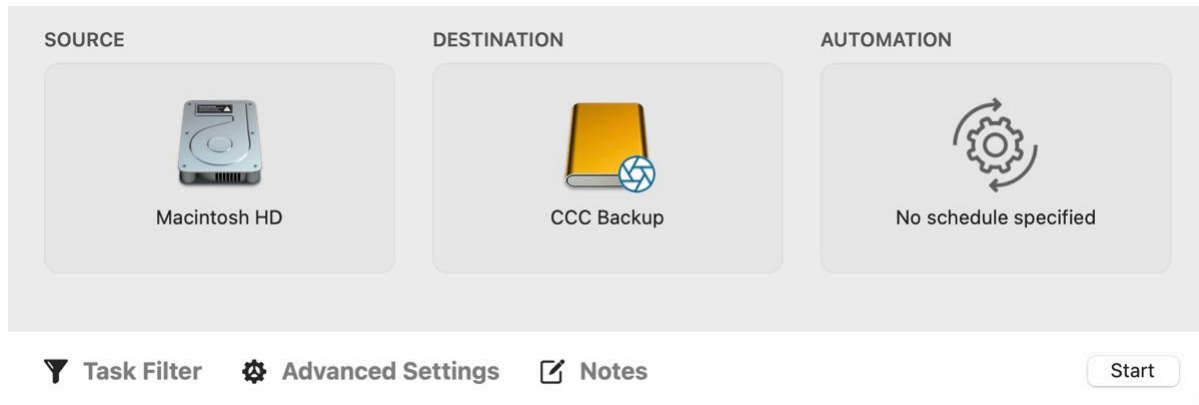 SOURCE
DESTINATION
AUTOMATION
Macintosh HD
CCC Backup
No schedule specified
Task Filter
Advanced Settings
Notes
Start